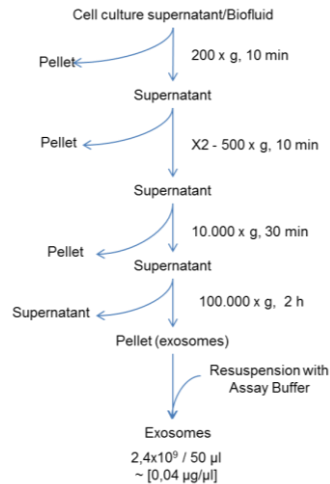 Cell culture supernatant/Biofluid
200 x g, 10 min
Pellet
Supernatant
X2 - 500 x g, 10 min
Pellet
Supernatant
10.000 x g, 30 min
Pellet
Supernatant
100.000 x g, 2 h
Supernatant
Pellet (exosomes)
Resuspension with
Assay Buffer
Exosomes
2,4x10⁹ / 50 µl
~ [0,04 µg/µl]